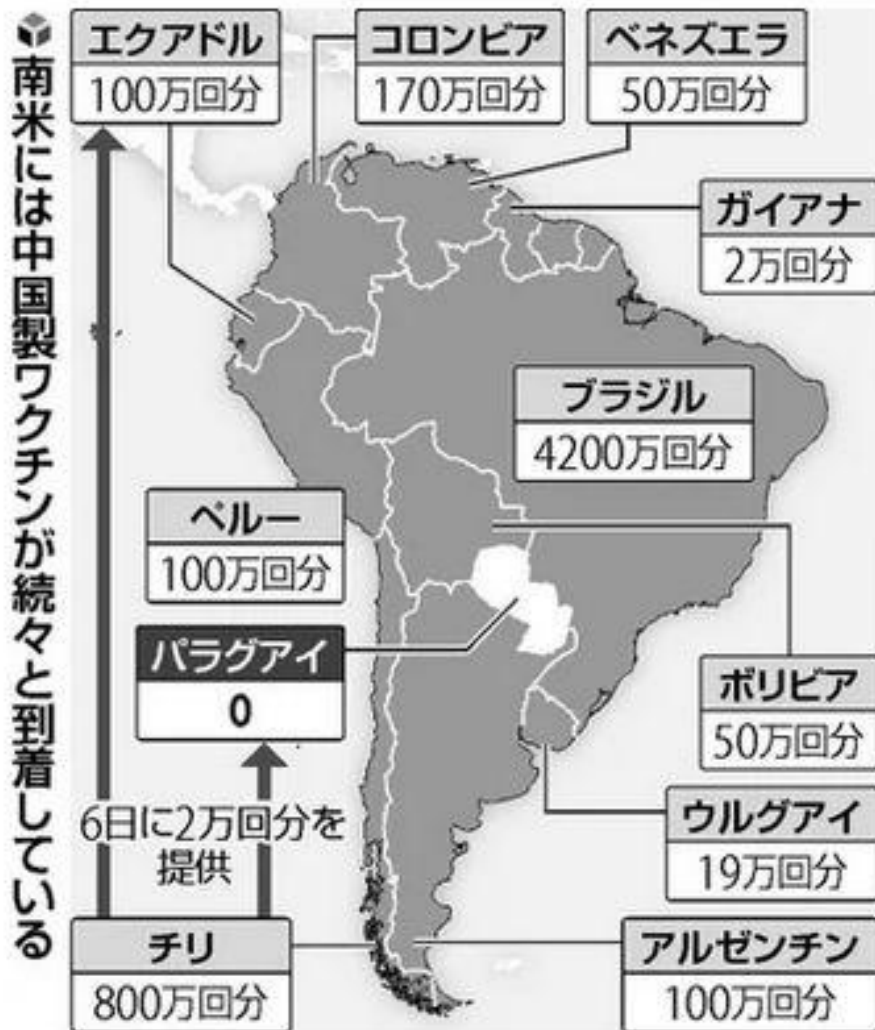 南米には中国製ワクチンが続々と到着している
エクアドル
100万回分
コロンビア
170万回分
ベネズエラ
50万回分
ガイアナ
2万回分
ブラジル
4200万回分
ペルー
100万回分
パラグアイ
0
ボリビア
50万回分
6日に2万回分を
提供
ウルグアイ
19万回分
チリ
800万回分
アルゼンチン
100万回分